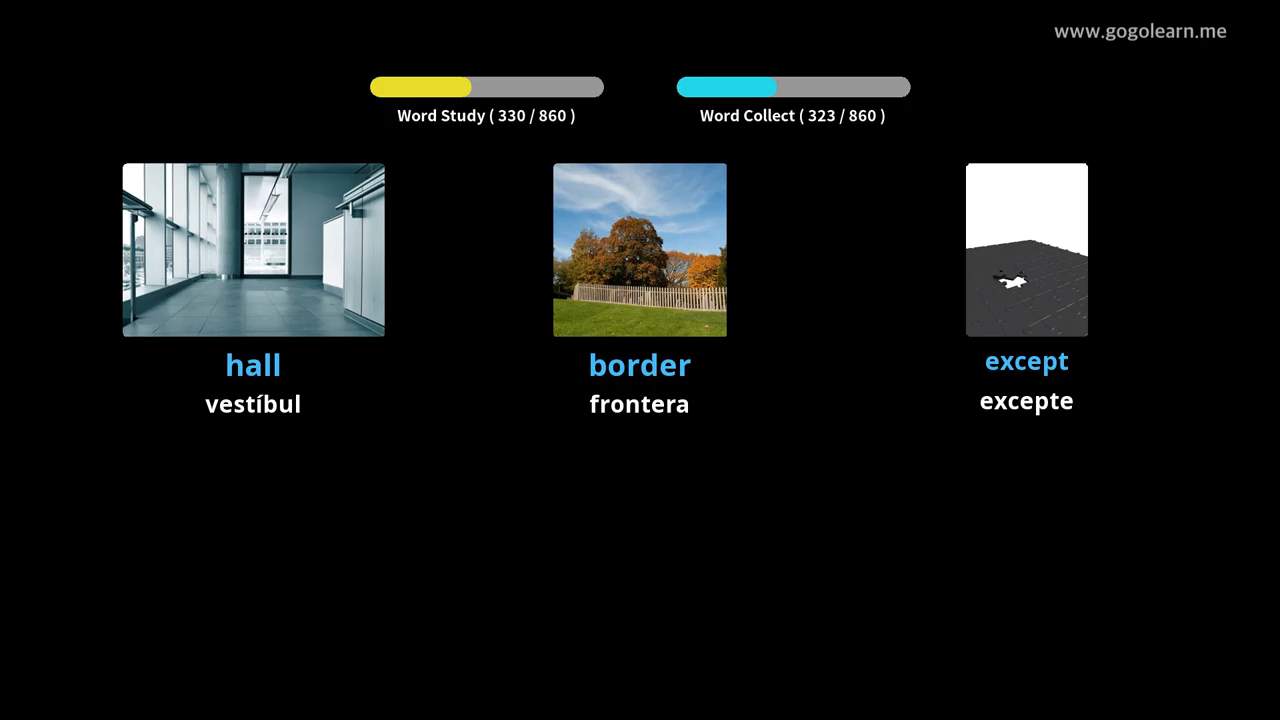 www.gogolearn.me
Word Study ( 330 / 860 )
Word Collect ( 323 / 860 )
hall
vestíbul
border
frontera
except
excepte